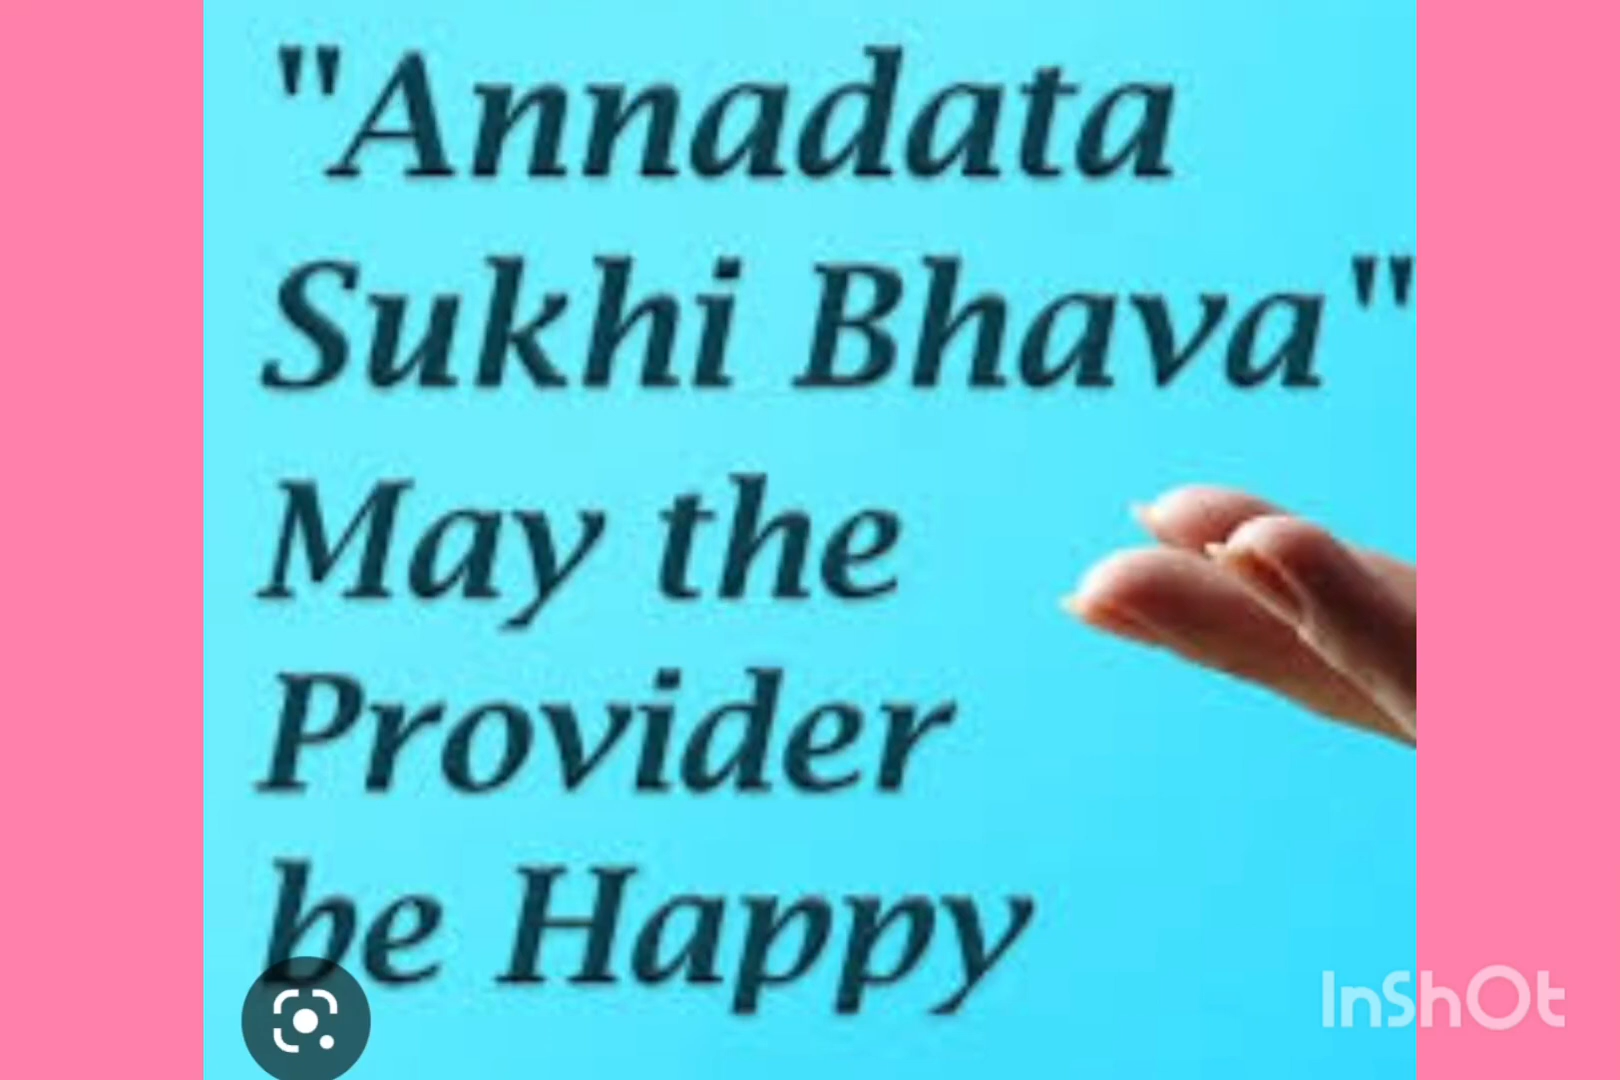 "Annadata
Sukhi Bhava"
May the
Provider
be Happy
InShOt